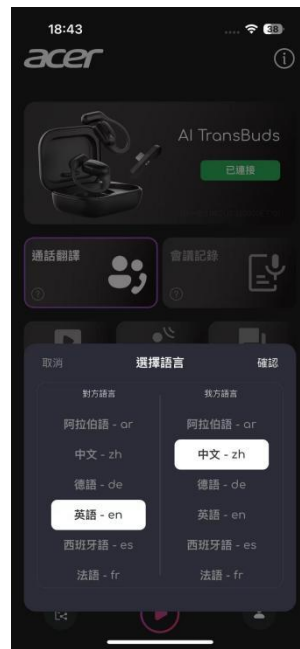 18:43
38
acer
AI TransBuds
已連接
通話翻譯
會議記錄
取消
選擇語言
確認
對方語言
我方語言
阿拉伯語 - ar
阿拉伯語 - ar
中文 - zh
中文 - zh
德語 - de
德語 - de
英語 - en
英語 - en
西班牙語 - es
西班牙語 - es
法語 - fr
法語 - fr